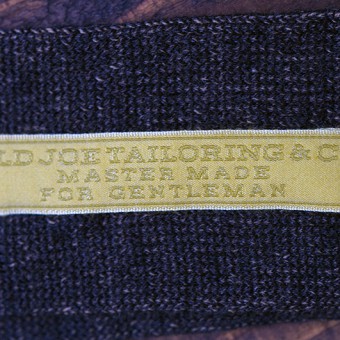 LD JOE TAILORING & C
MASTER MADE
FOR GENTLEMAN